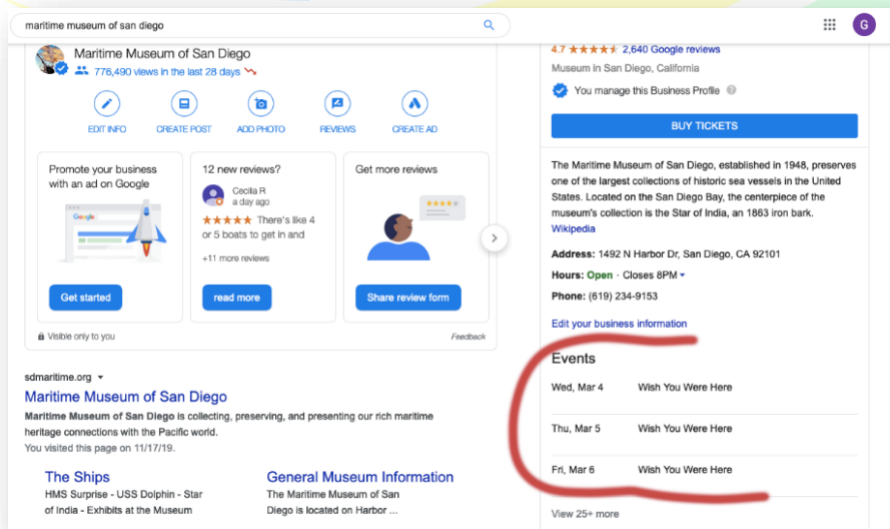 maritime museum of san diego
G
Maritime Museum of San Diego
776,490 views in the last 28 days
EDIT INFO
CREATE POST
ADD PHOTO
REVIEWS
CREATE AD
Promote your business
with an ad on Google
Google
Get started
12 new reviews?
Cecilia R
a day ago
There's like 4
or 5 boats to get in and
+11 more reviews
read more
Get more reviews
Share review form
Visible only to you
Feedback
sdmaritime.org
Maritime Museum of San Diego
Maritime Museum of San Diego is collecting, preserving, and presenting our rich maritime
heritage connections with the Pacific world.
You visited this page on 11/17/19.
The Ships
HMS Surprise - USS Dolphin - Star
of India - Exhibits at the Museum
General Museum Information
The Maritime Museum of San
Diego is located on Harbor ...
4.7 2,640 Google reviews
Museum in San Diego, California
You manage this Business Profile
BUY TICKETS
The Maritime Museum of San Diego, established in 1948, preserves
one of the largest collections of historic sea vessels in the United
States. Located on the San Diego Bay, the centerpiece of the
museum's collection is the Star of India, an 1863 iron bark.
Wikipedia
Address: 1492 N Harbor Dr, San Diego, CA 92101
Hours: Open · Closes 8PM
Phone: (619) 234-9153
Edit your business information
Events
Wed, Mar 4 Wish You Were Here
Thu, Mar 5 Wish You Were Here
Fri, Mar 6 Wish You Were Here
View 25+ more